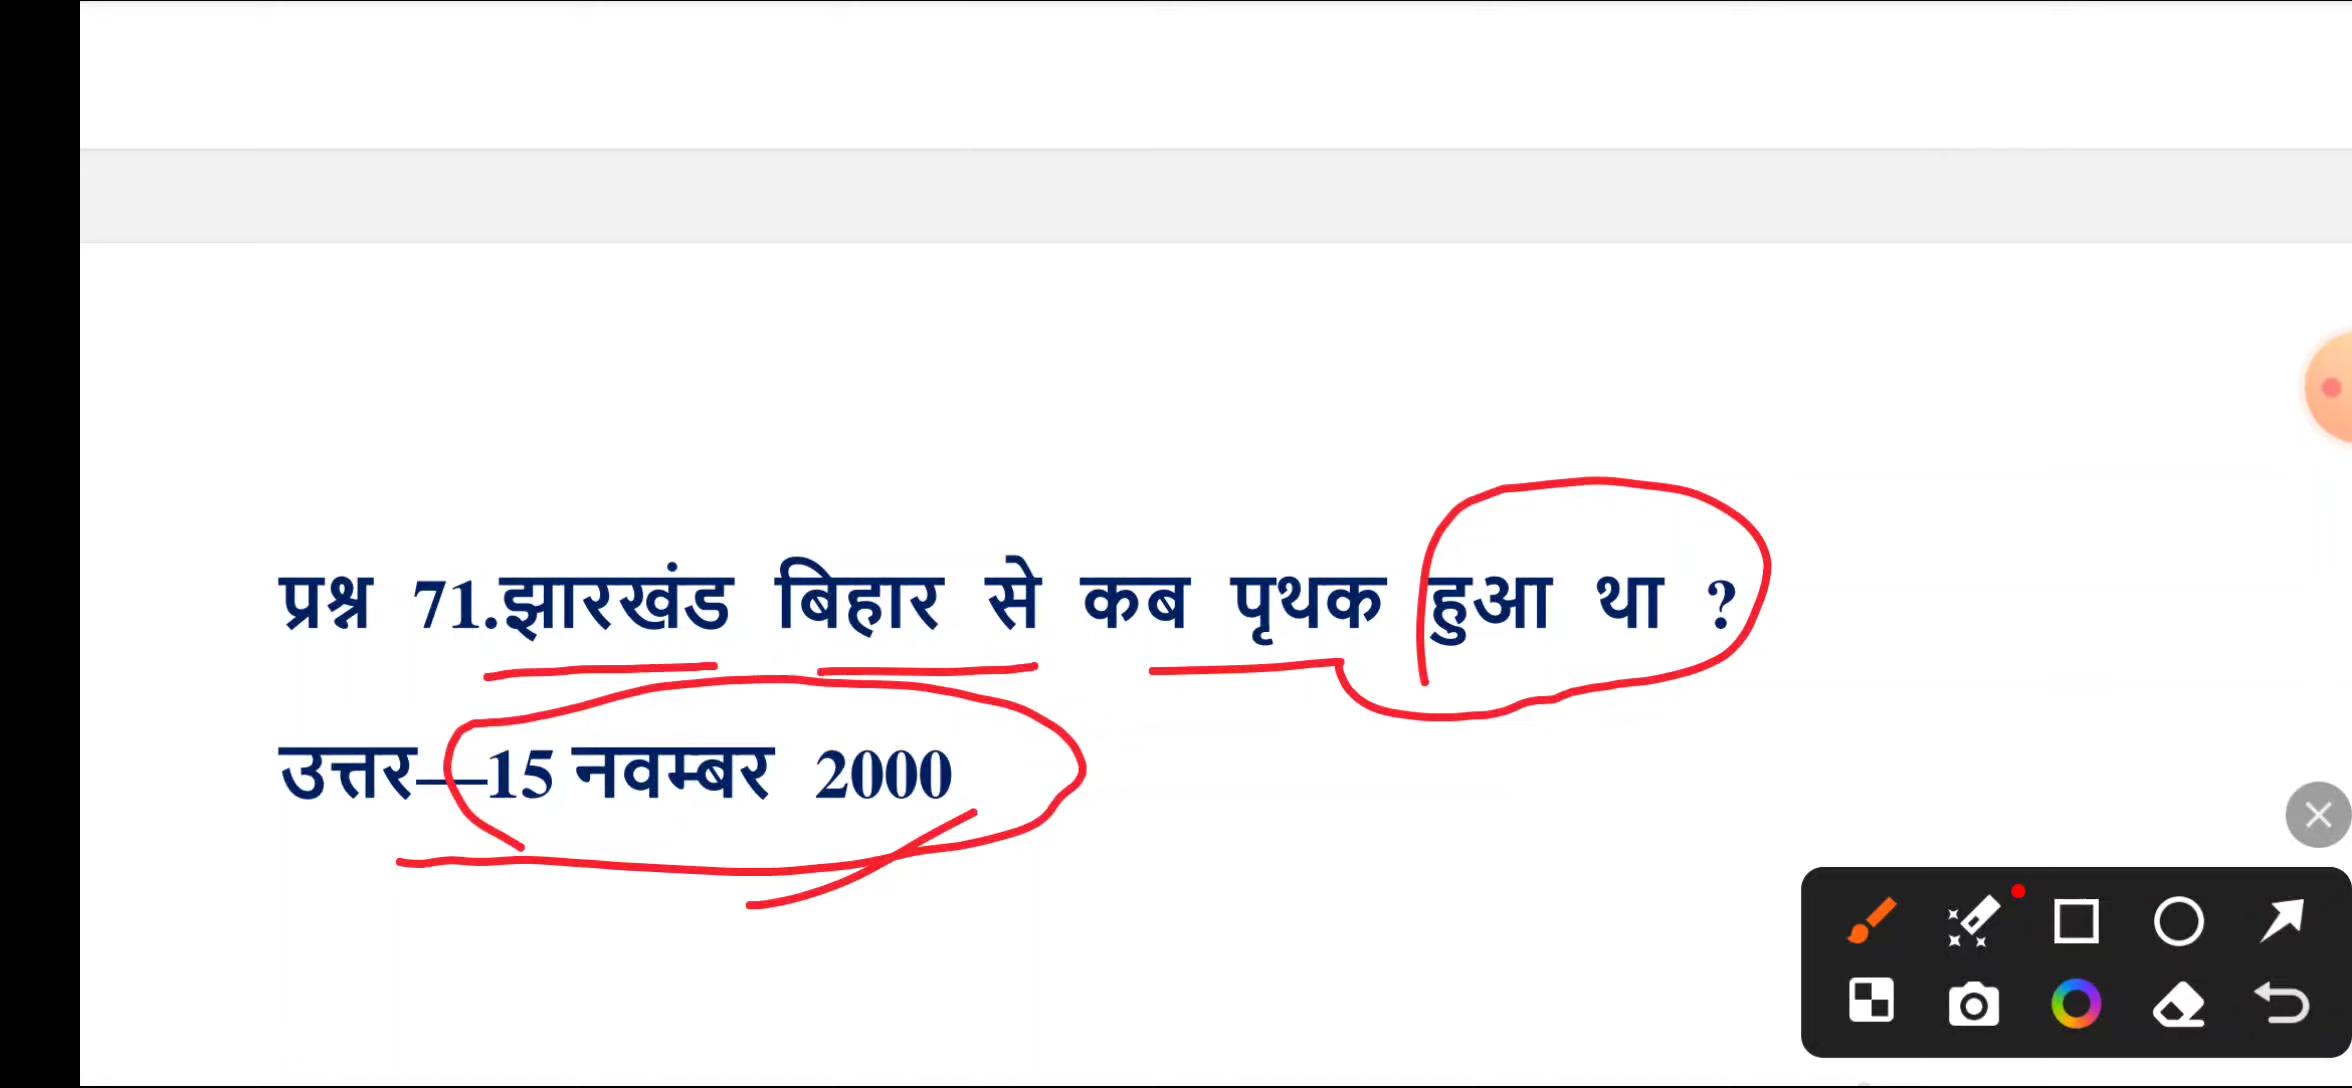 प्रश्न 71.झारखंड बिहार से कब पृथक हुआ था ?
उत्तर—15 नवम्बर 2000